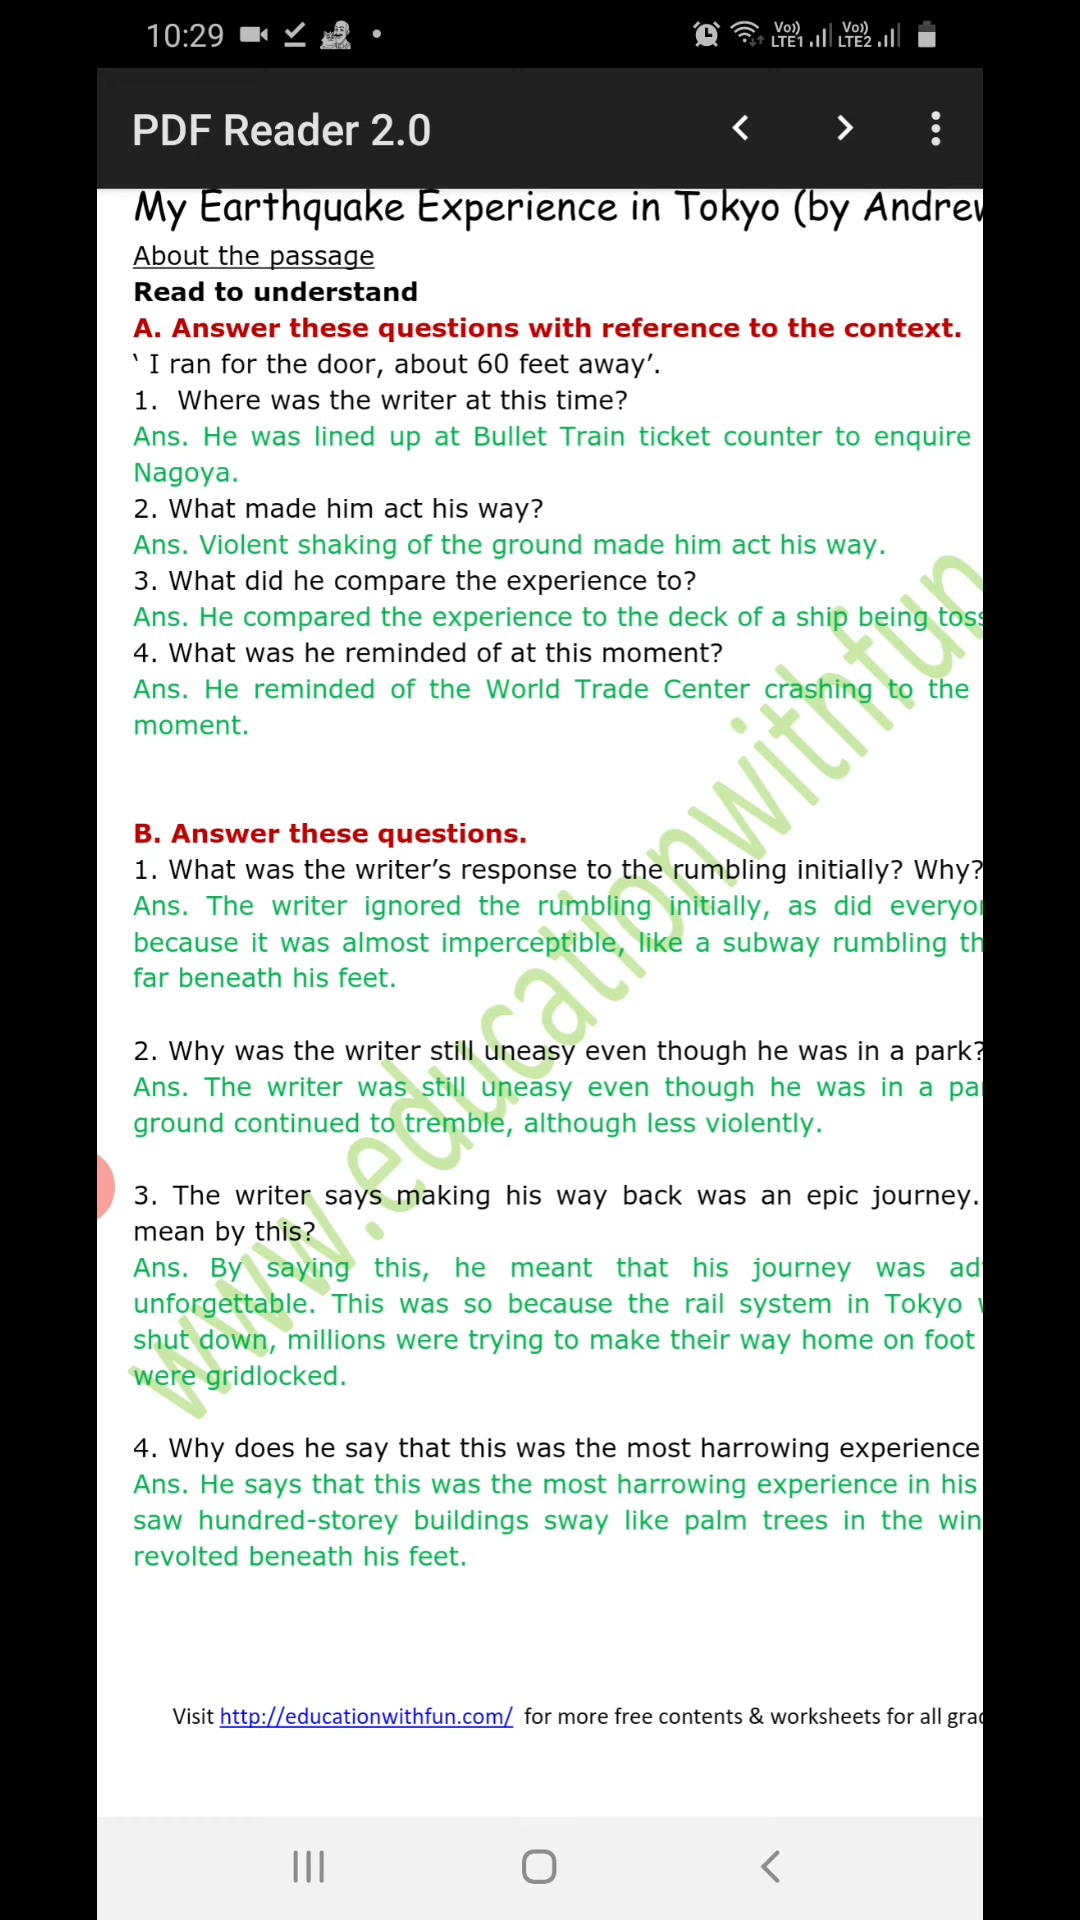 10:29
Vo)) LTE1 Vo)) LTE2
PDF Reader 2.0
My Earthquake Experience in Tokyo (by Andrew
About the passage
Read to understand
A. Answer these questions with reference to the context.
‘ I ran for the door, about 60 feet away’.
1. Where was the writer at this time?
Ans. He was lined up at Bullet Train ticket counter to enquire
Nagoya.
2. What made him act his way?
Ans. Violent shaking of the ground made him act his way.
3. What did he compare the experience to?
Ans. He compared the experience to the deck of a ship being toss
4. What was he reminded of at this moment?
Ans. He reminded of the World Trade Center crashing to the
moment.
B. Answer these questions.
1. What was the writer’s response to the rumbling initially? Why?
Ans. The writer ignored the rumbling initially, as did everyon
because it was almost imperceptible, like a subway rumbling th
far beneath his feet.
2. Why was the writer still uneasy even though he was in a park?
Ans. The writer was still uneasy even though he was in a par
ground continued to tremble, although less violently.
3. The writer says making his way back was an epic journey.
mean by this?
Ans. By saying this, he meant that his journey was ad
unforgettable. This was so because the rail system in Tokyo
shut down, millions were trying to make their way home on foot
were gridlocked.
4. Why does he say that this was the most harrowing experience
Ans. He says that this was the most harrowing experience in his
saw hundred-storey buildings sway like palm trees in the win
revolted beneath his feet.
www.educationwithfun
Visit http://educationwithfun.com/ for more free contents & worksheets for all grad